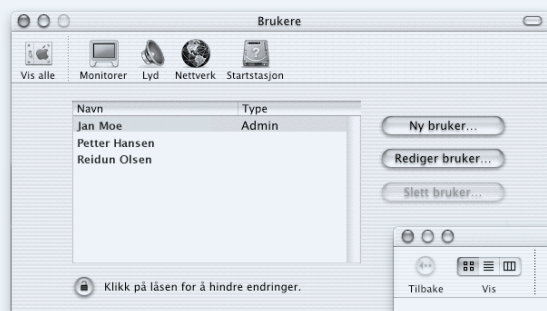 Brukere
Vis alle Monitorer Lyd Nettverk Startstasjon
Navn Type
Jan Moe Admin
Petter Hansen
Reidun Olsen
Ny bruker...
Rediger bruker...
Slett bruker...
Klikk på låsen for å hindre endringer.
Tilbake Vis